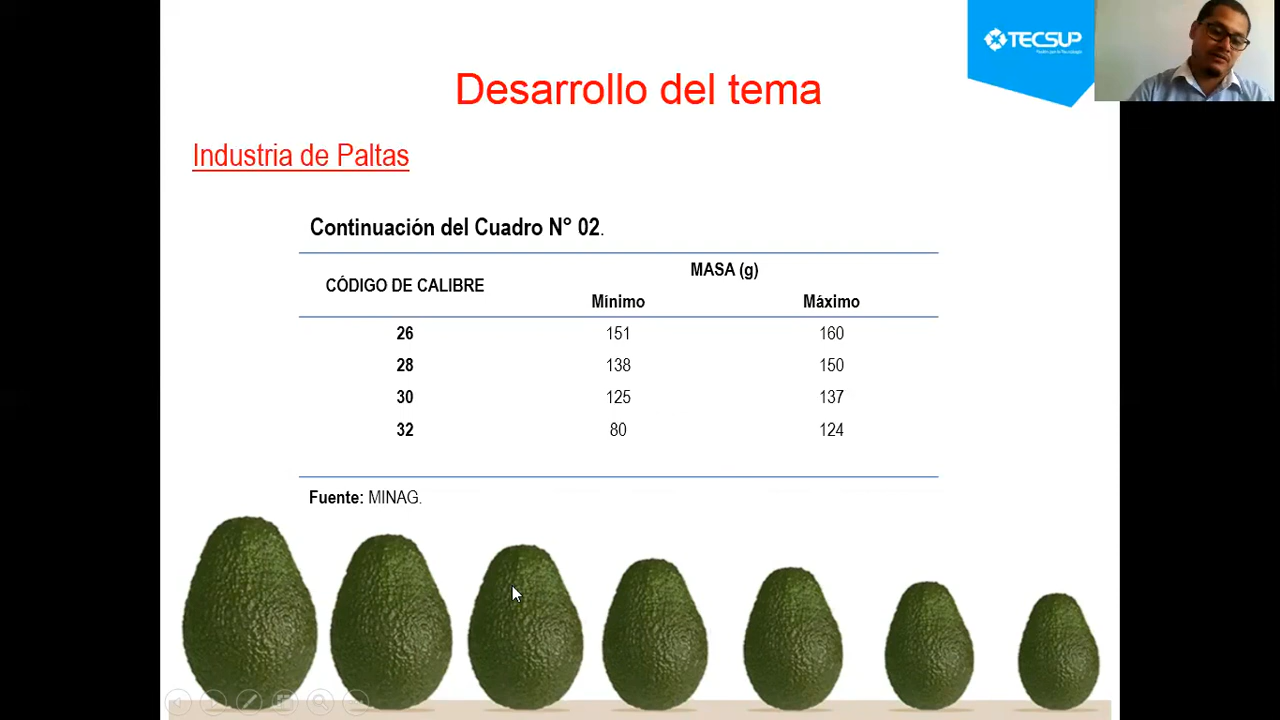 TECSUP
Desarrollo del tema
Industria de Paltas
Continuación del Cuadro N° 02.
CÓDIGO DE CALIBRE MASA (g)
Mínimo Máximo
26 151 160
28 138 150
30 125 137
32 80 124
Fuente: MINAG.